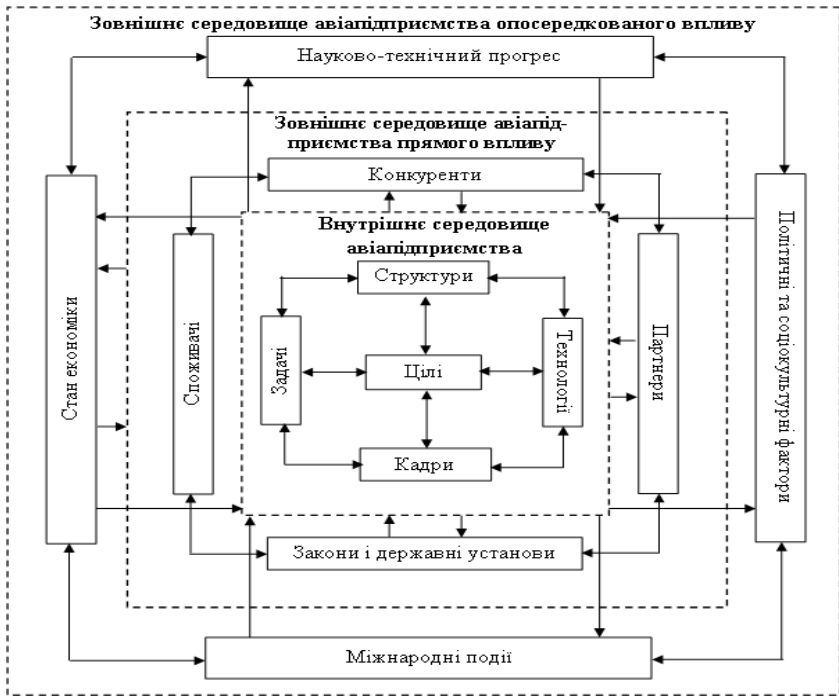 Зовнішнє середовище авіапідприємства опосередкованого впливу
Науково-технічний прогрес
Зовнішнє середовище авіапід-
приємства прямого впливу
Конкуренти
Внутрішнє середовище
авіапідприємства
Структури
Стан економіки
Споживачі
Задачі
Цілі
Технології
Партнери
Політичні та соціокультурні фактори
Кадри
Закони і державні установи
Міжнародні події